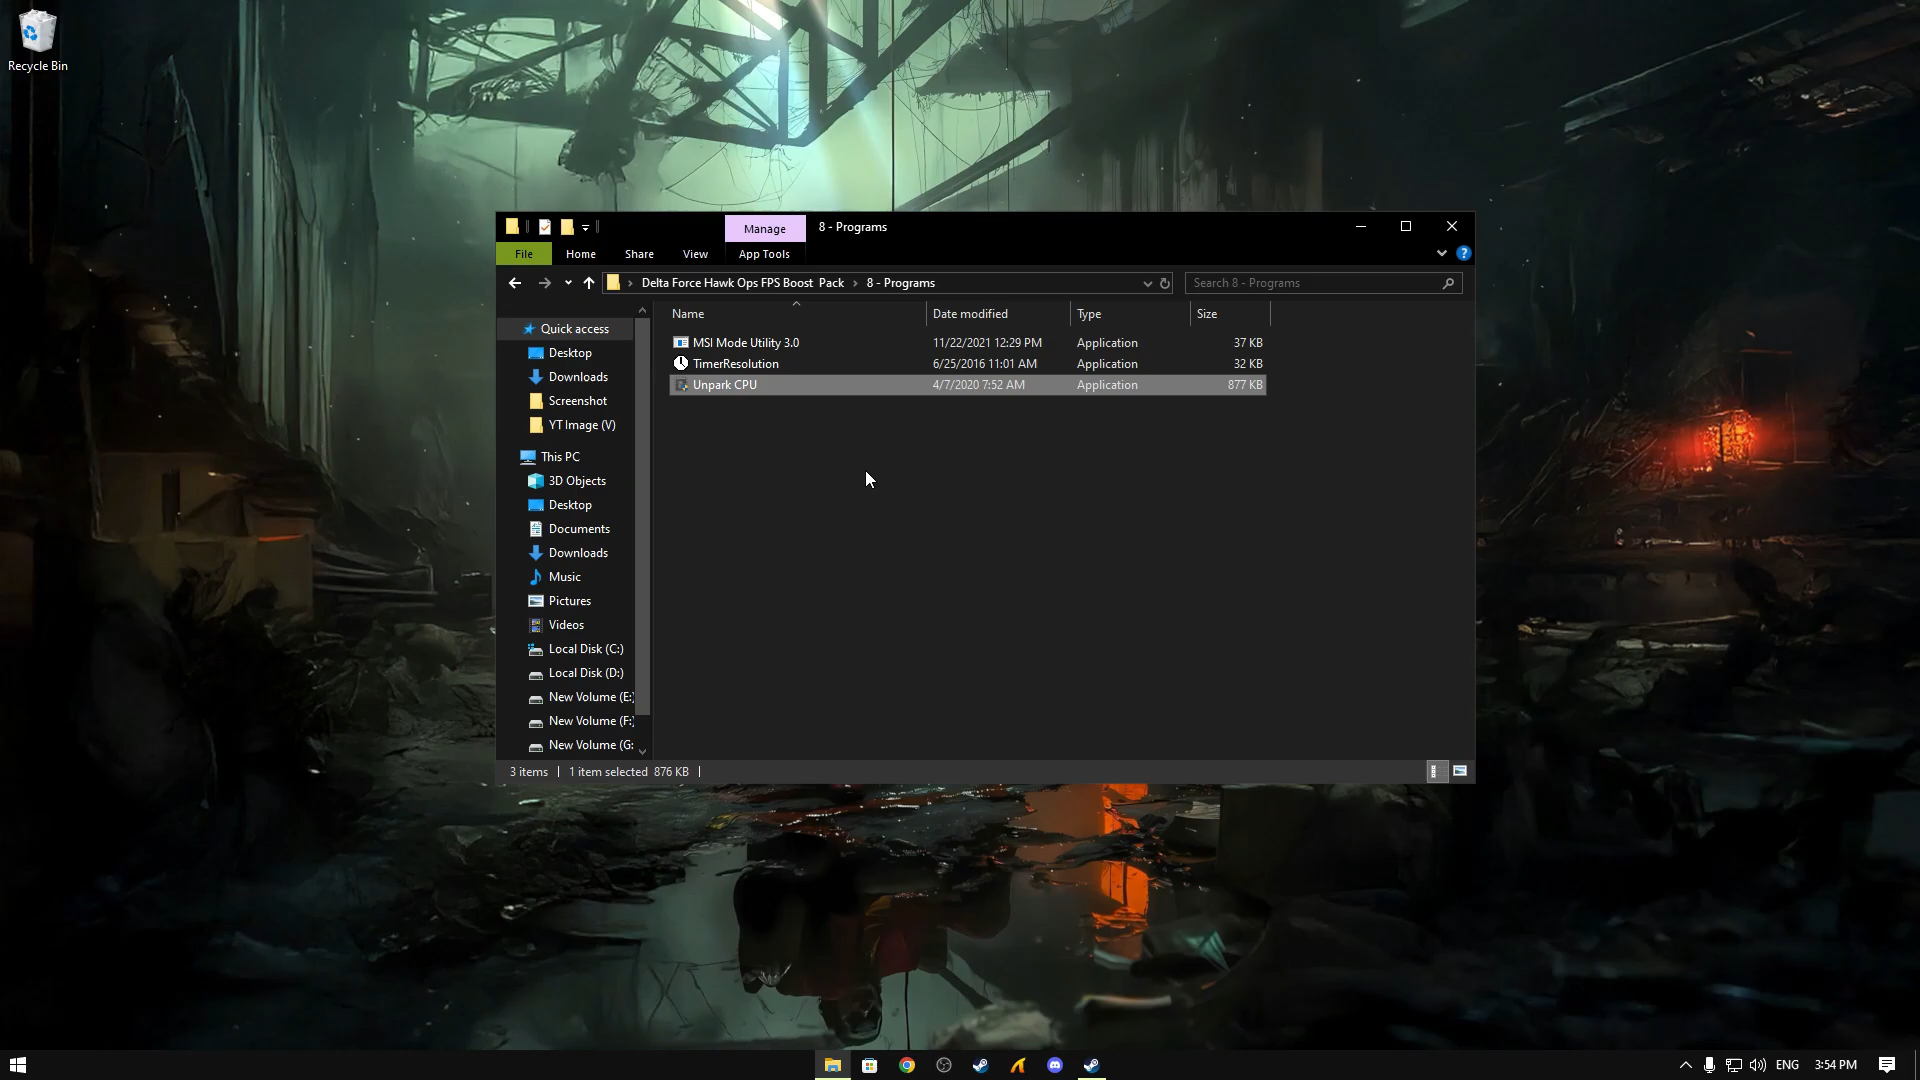 Recycle Bin
Manage
8 - Programs
File
Home
Share
View
App Tools
Delta Force Hawk Ops FPS Boost Pack
8 - Programs
Search 8 - Programs
Name
Date modified
Type
Size
MSI Mode Utility 3.0
11/22/2021 12:29 PM
Application
37 KB
TimerResolution
6/25/2016 11:01 AM
Application
32 KB
Unpark CPU
4/7/2020 7:52 AM
Application
877 KB
Quick access
Desktop
Downloads
Screenshot
YT Image (V)
This PC
3D Objects
Desktop
Documents
Downloads
Music
Pictures
Videos
Local Disk (C:)
Local Disk (D:)
New Volume (E:)
New Volume (F:)
New Volume (G:
3 items
1 item selected 876 KB
ENG
3:54 PM